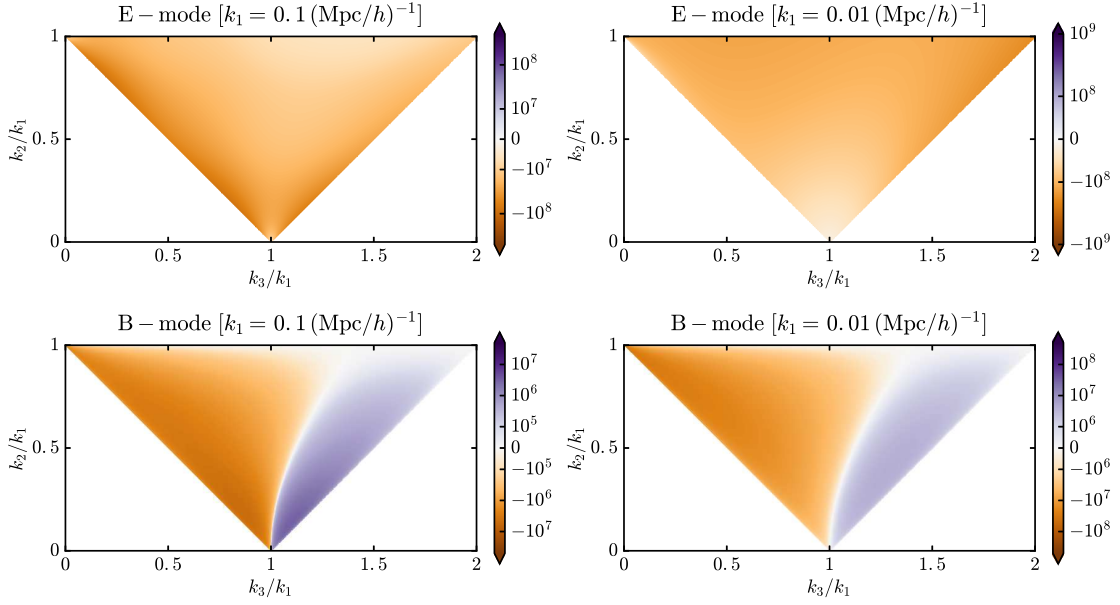 E − mode [k₁ = 0.1 (Mpc/h)⁻¹]
1
0.5
0
k₂/k₁
0 0.5 1 1.5 2
k₃/k₁
10⁸
10⁷
0
−10⁷
−10⁸
E − mode [k₁ = 0.01 (Mpc/h)⁻¹]
1
0.5
0
k₂/k₁
0 0.5 1 1.5 2
k₃/k₁
10⁹
10⁸
0
−10⁸
−10⁹
B − mode [k₁ = 0.1 (Mpc/h)⁻¹]
1
0.5
0
k₂/k₁
0 0.5 1 1.5 2
k₃/k₁
10⁷
10⁶
10⁵
0
−10⁵
−10⁶
−10⁷
B − mode [k₁ = 0.01 (Mpc/h)⁻¹]
1
0.5
0
k₂/k₁
0 0.5 1 1.5 2
k₃/k₁
10⁸
10⁷
10⁶
0
−10⁶
−10⁷
−10⁸